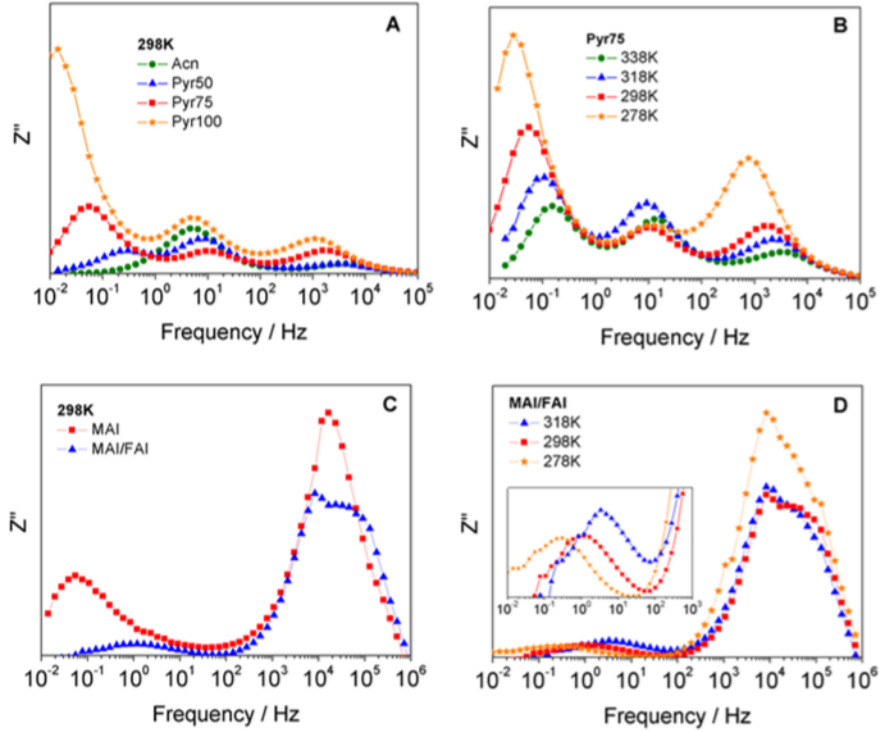 A
298K
Acn
Pyr50
Pyr75
Pyr100
Z"
10-2 10-1 100 101 102 103 104 105
Frequency / Hz
B
Pyr75
338K
318K
298K
278K
Z"
10-2 10-1 100 101 102 103 104 105
Frequency / Hz
C
298K
MAI
MAI/FAI
Z"
10-2 10-1 100 101 102 103 104 105 106
Frequency / Hz
D
MAI/FAI
318K
298K
278K
10-2 10-1 100 101 102 103
Z"
10-2 10-1 100 101 102 103 104 105 106
Frequency / Hz